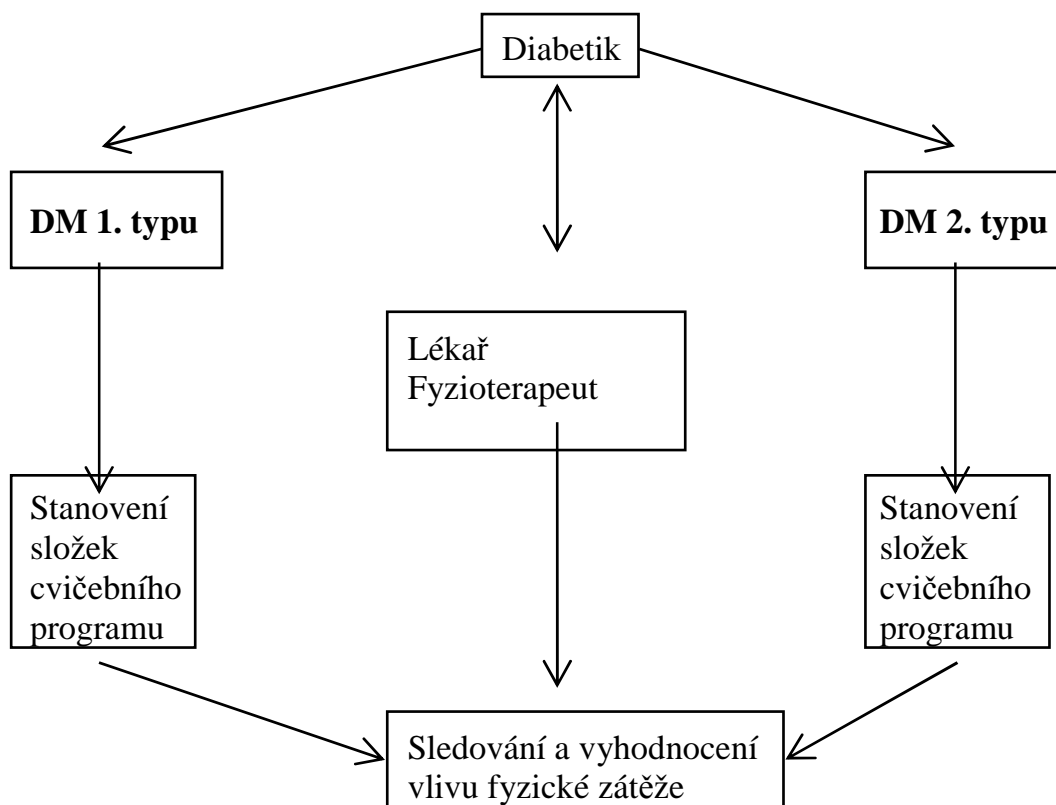 Diabetik
DM 1. typu
DM 2. typu
Lékař
Fyzioterapeut
Stanovení
složek
cvičebního
programu
Stanovení
složek
cvičebního
programu
Sledování a vyhodnocení
vlivu fyzické zátěže